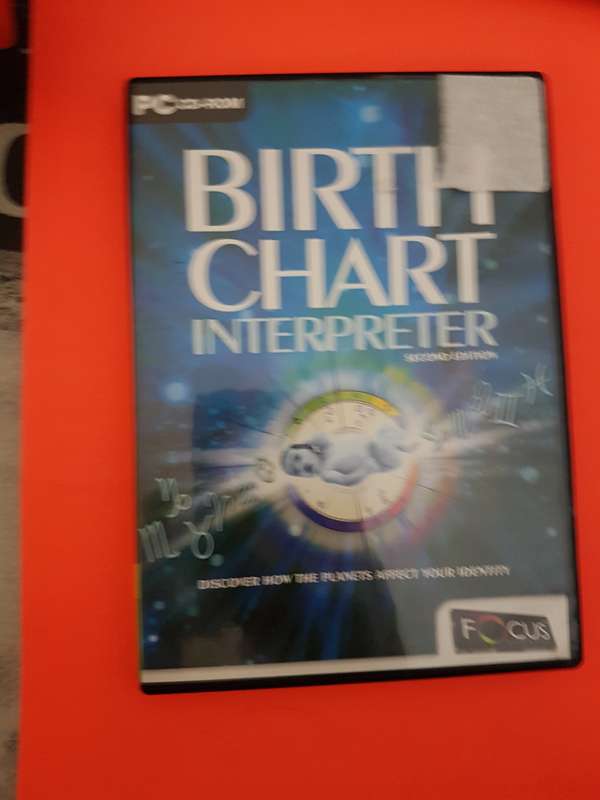 PC CD-ROM
BIRTH
CHART
INTERPRETER
SECOND EDITION
DISCOVER HOW THE PLANETS AFFECT YOUR IDENTITY
FOCUS